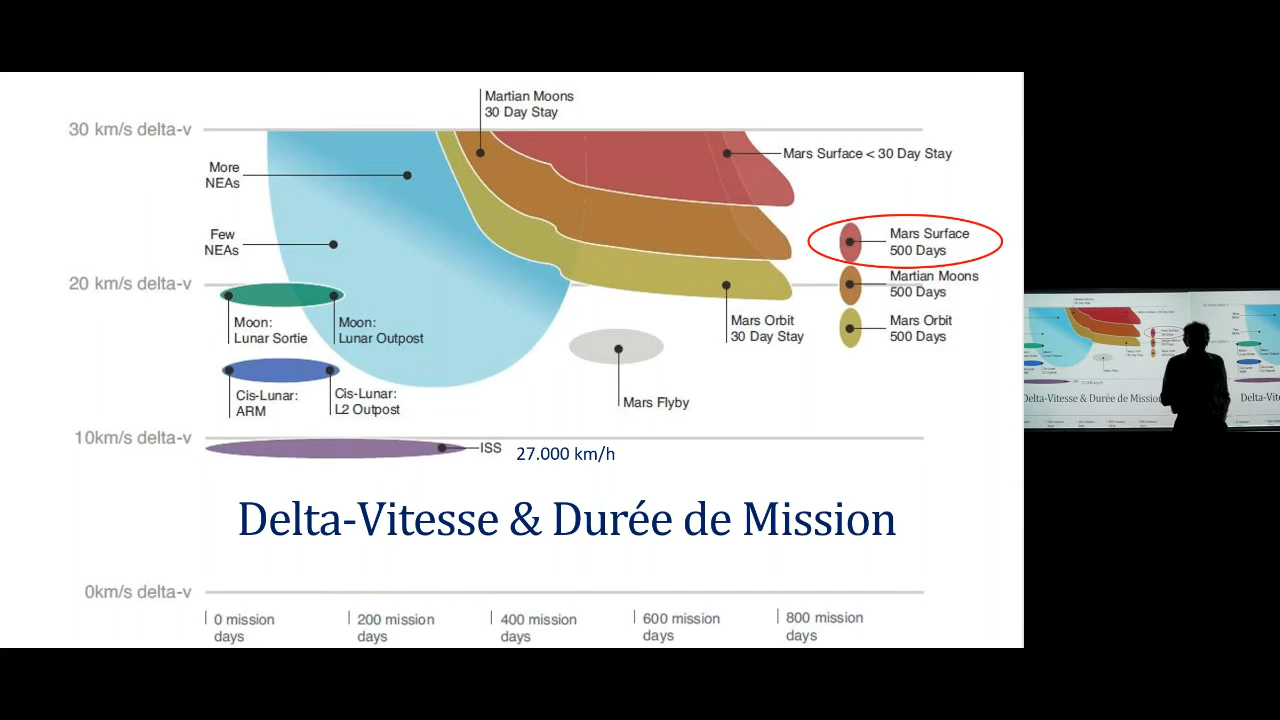 Martian Moons
30 Day Stay
30 km/s delta-v
Mars Surface < 30 Day Stay
More
NEAs
Few
NEAs
Mars Surface
500 Days
20 km/s delta-v
Martian Moons
500 Days
Moon:
Lunar Sortie
Moon:
Lunar Outpost
Mars Orbit
30 Day Stay
Mars Orbit
500 Days
Cis-Lunar:
ARM
Cis-Lunar:
L2 Outpost
Mars Flyby
10km/s delta-v
ISS
27.000 km/h
Delta-Vitesse & Durée de Mission
0km/s delta-v
0 mission
days
200 mission
days
400 mission
days
600 mission
days
800 mission
days
Delta-Vitesse & Durée de Mission